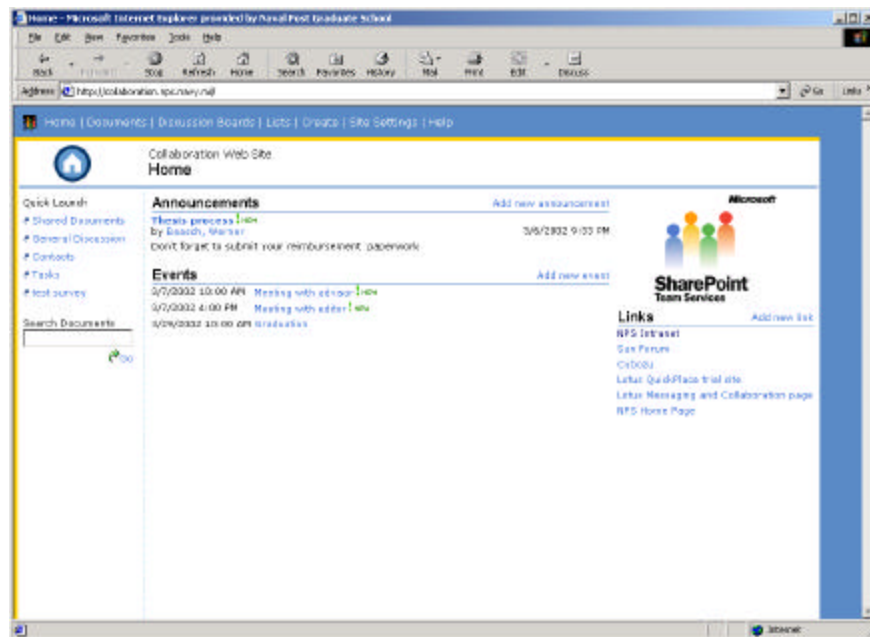 Home - Microsoft Internet Explorer provided by Naval Post Graduate School
File Edit View Favorites Tools Help
Back Forward Stop Refresh Home Search Favorites History Mail Print Edit Discuss
Address http://collaboration.nps.navy.mil/ Go Links
Home | Documents | Discussion Boards | Lists | Create | Site Settings | Help
Collaboration Web Site
Home
Quick Launch
Shared Documents
General Discussion
Contacts
Tasks
test survey
Search Documents
Go
Announcements Add new announcement
Thesis process ! NEW
by Werner 3/6/2002 9:33 PM
Don't forget to submit your reimbursement paperwork
Events Add new event
3/7/2002 10:00 AM Meeting with advisor ! NEW
3/7/2002 4:00 PM Meeting with editor ! NEW
3/29/2002 10:00 AM Graduation
Microsoft
SharePoint
Team Services
Links Add new link
NPS Intranet
Sun Forum
Lotus QuickPlace trial site
Lotus Messaging and Collaboration page
NPS Home Page
Internet